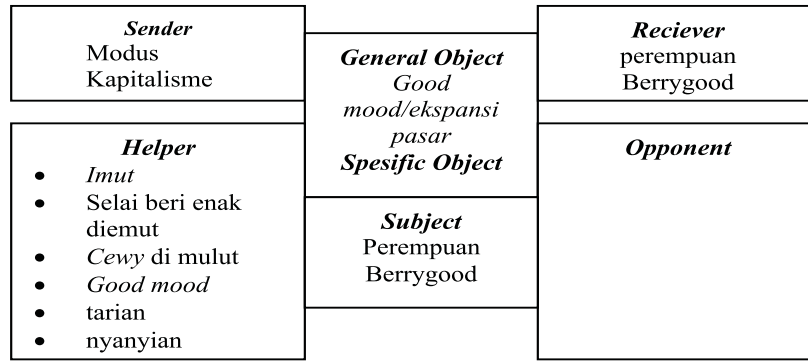 Sender
Modus
Kapitalisme
General Object
Good
mood/ekspansi
pasar
Spesific Object
Reciever
perempuan
Berrygood
Helper
• Imut
• Selai beri enak
diemut
• Cewy di mulut
• Good mood
• tarian
• nyanyian
Subject
Perempuan
Berrygood
Opponent